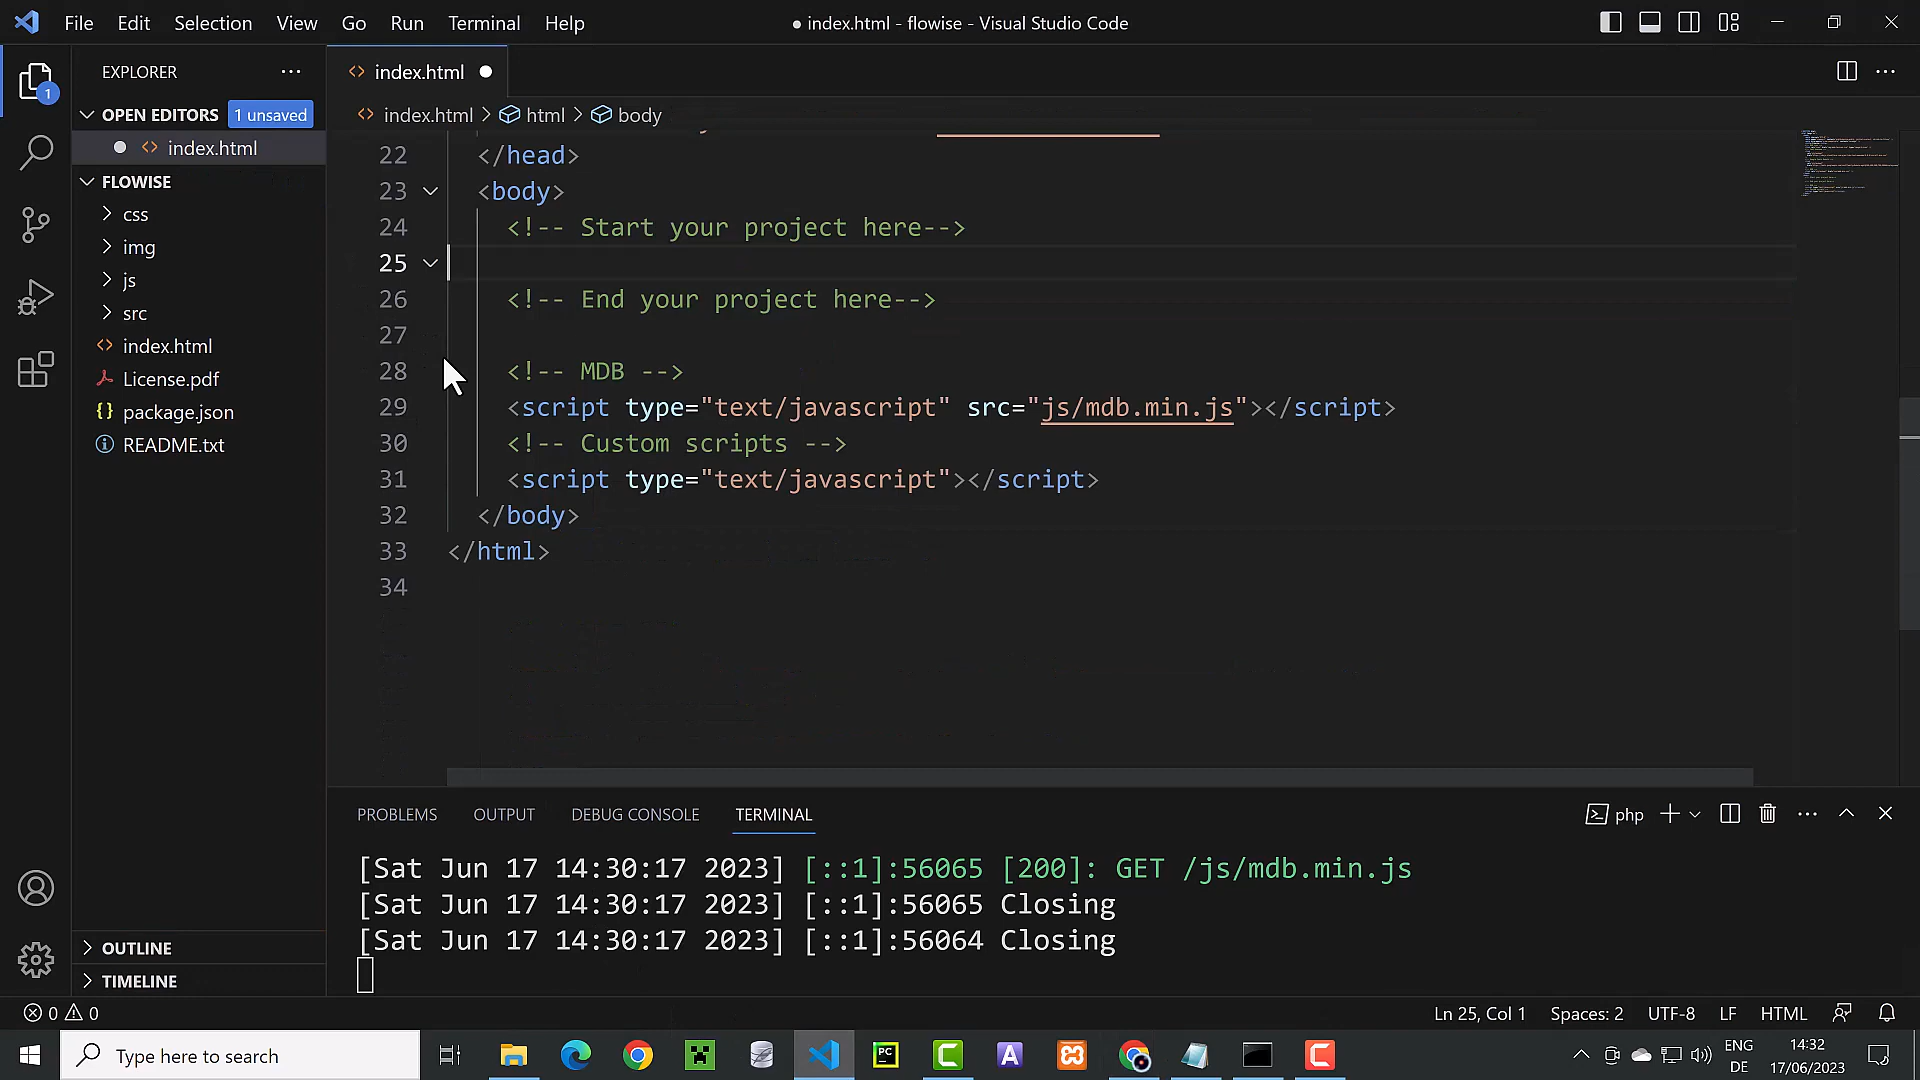 File Edit Selection View Go Run Terminal Help
● index.html - flowise - Visual Studio Code
EXPLORER
index.html
OPEN EDITORS 1 unsaved
index.html > html > body
index.html
FLOWISE
css
img
js
src
index.html
License.pdf
package.json
README.txt
OUTLINE
TIMELINE
22 </head>
23 <body>
24 <!-- Start your project here-->
25
26 <!-- End your project here-->
27
28 <!-- MDB -->
29 <script type="text/javascript" src="js/mdb.min.js"></script>
30 <!-- Custom scripts -->
31 <script type="text/javascript"></script>
32 </body>
33 </html>
34
PROBLEMS OUTPUT DEBUG CONSOLE TERMINAL
php
[Sat Jun 17 14:30:17 2023] [::1]:56065 [200]: GET /js/mdb.min.js
[Sat Jun 17 14:30:17 2023] [::1]:56065 Closing
[Sat Jun 17 14:30:17 2023] [::1]:56064 Closing
0 0
Ln 25, Col 1 Spaces: 2 UTF-8 LF HTML
Type here to search
PC
ENG
DE
14:32
17/06/2023